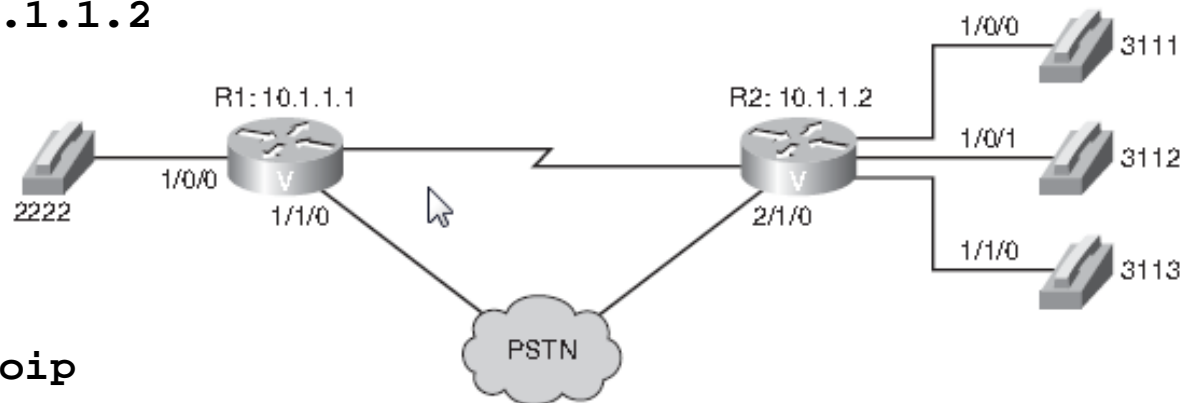 .1.1.2
1/0/0
3111
R1: 10.1.1.1
R2: 10.1.1.2
1/0/1
3112
1/0/0
V
V
2222
1/1/0
2/1/0
1/1/0
3113
PSTN
oip